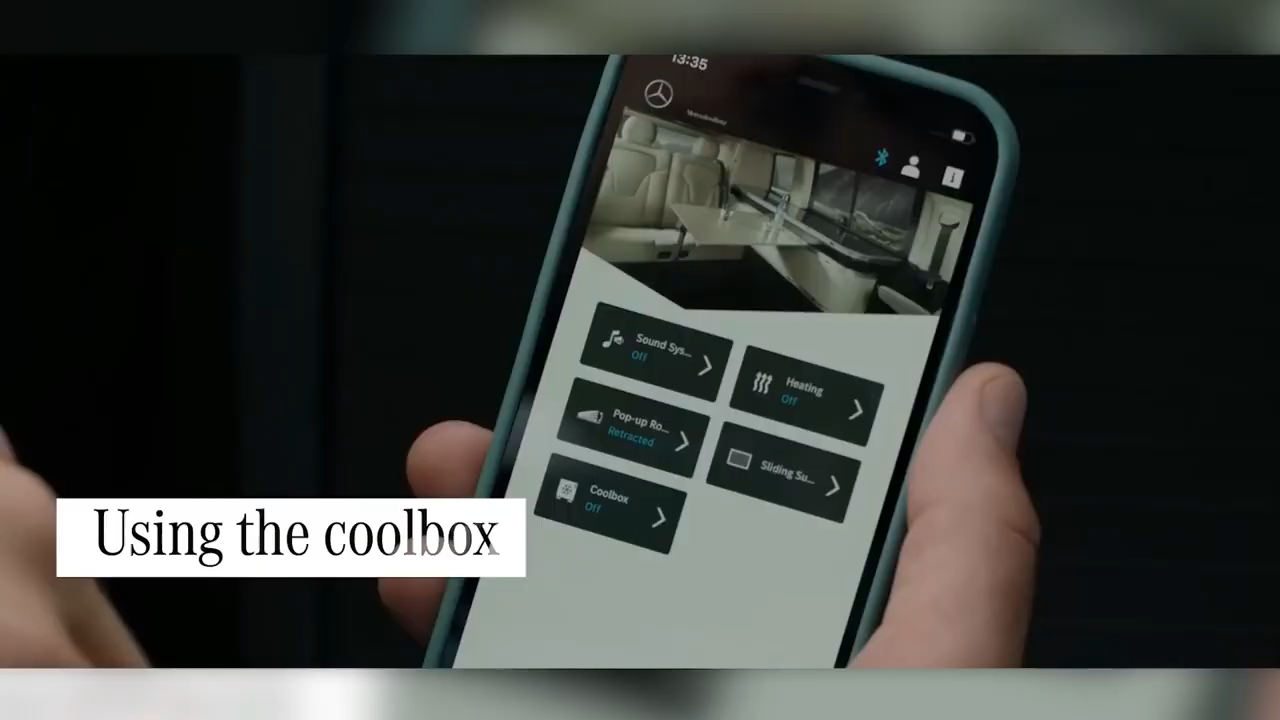 13:35
Sound Sys...
Off
Heating
Off
Pop-up Ro...
Retracted
Sliding Su...
Coolbox
Off
Using the coolbox